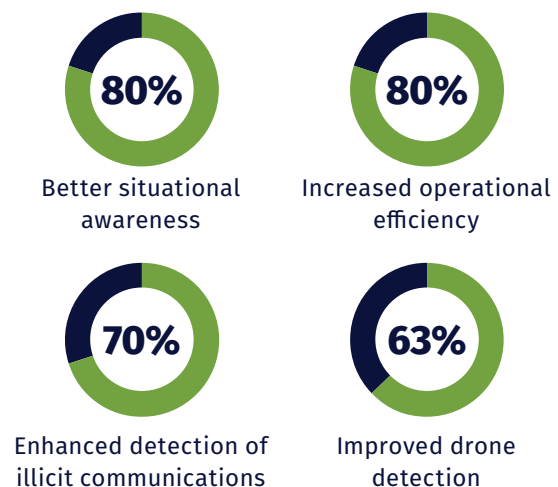 80%
80%
Better situational
awareness
Increased operational
efficiency
70%
63%
Enhanced detection of
illicit communications
Improved drone
detection